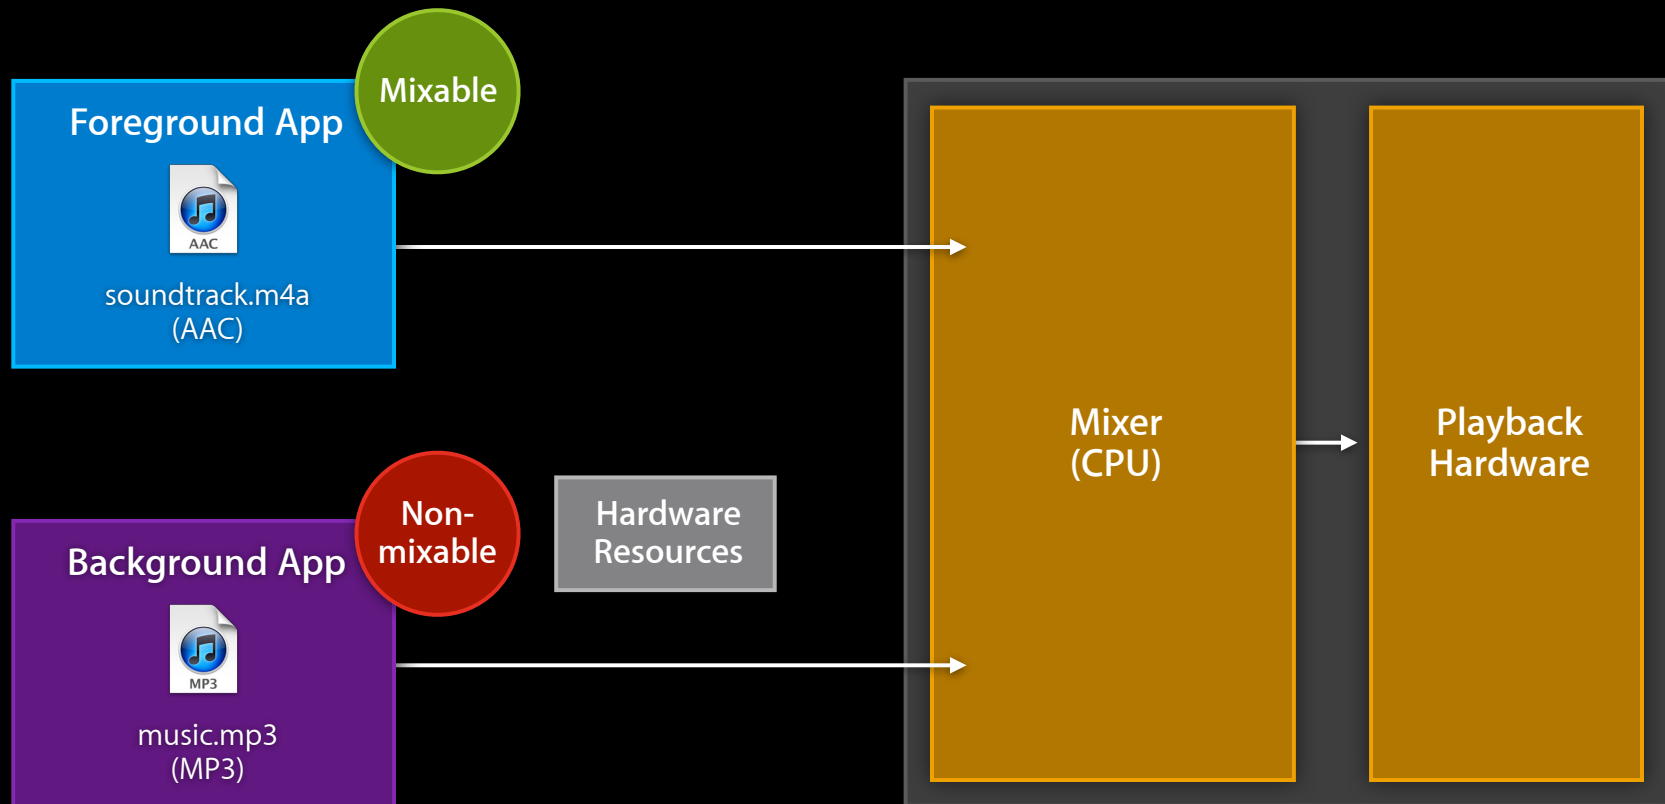 Mixable
Foreground App
AAC
soundtrack.m4a
(AAC)
Non-
mixable
Hardware
Resources
Background App
MP3
music.mp3
(MP3)
Mixer
(CPU)
Playback
Hardware